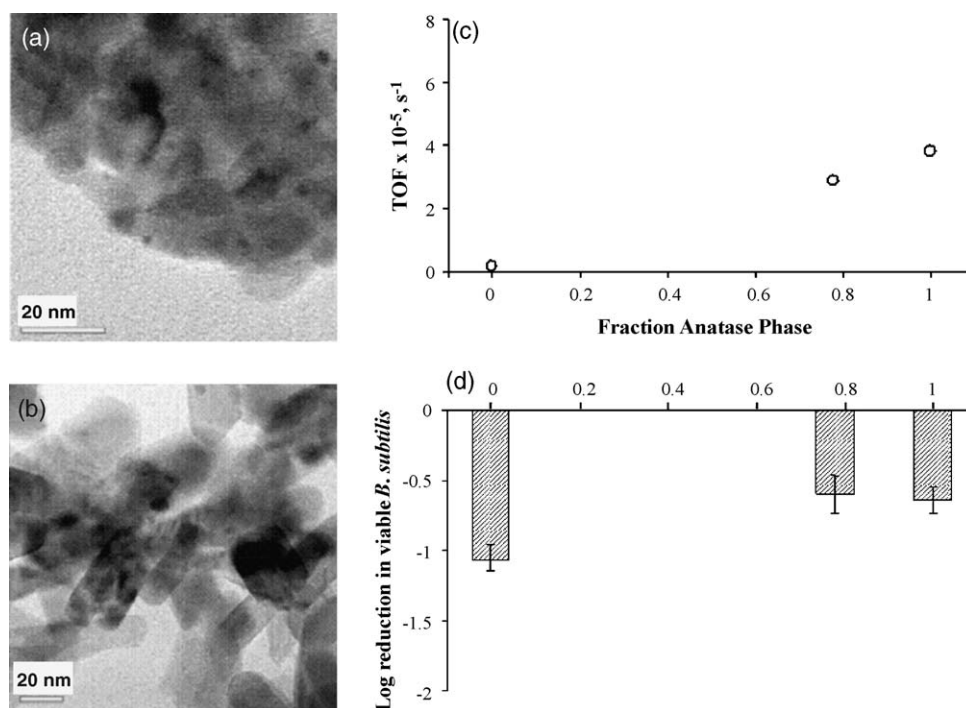 (a)
20 nm
(b)
20 nm
(c)
TOF x 10⁻⁵, s⁻¹
8
6
4
2
0
0 0.2 0.4 0.6 0.8 1
Fraction Anatase Phase
(d)
0 0.2 0.4 0.6 0.8 1
Log reduction in viable B. subtilis
0
-0.5
-1
-1.5
-2